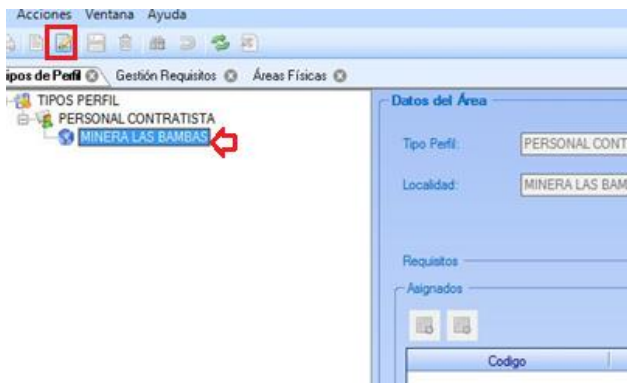 Acciones Ventana Ayuda
ipos de Perfil Gestión Requisitos Áreas Físicas
TIPOS PERFIL
PERSONAL CONTRATISTA
MINERA LAS BAMBAS
Datos del Área
Tipo Perfil: PERSONAL CONT
Localidad: MINERA LAS BAM
Requisitos
Asignados
Codigo